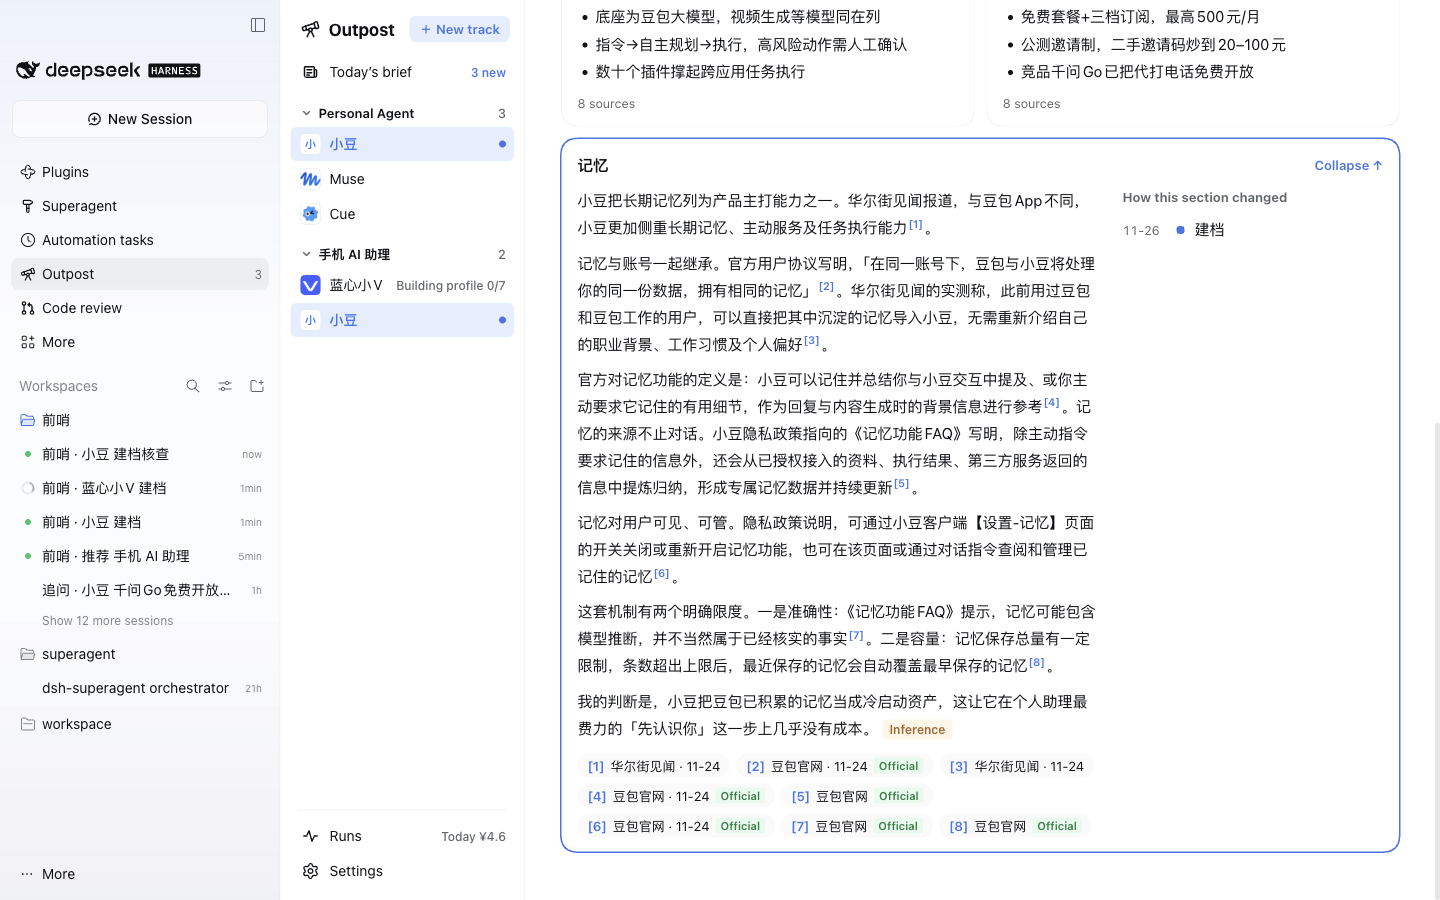 deepseek HARNESS
New Session
Plugins
Superagent
Automation tasks
Outpost 3
Code review
More
Workspaces
前哨
前哨 · 小豆 建档核查 now
前哨 · 蓝心小V 建档 1min
前哨 · 小豆 建档 1min
前哨 · 推荐 手机 AI 助理 5min
追问 · 小豆 千问Go免费开放... 1h
Show 12 more sessions
superagent
dsh-superagent orchestrator 21h
workspace
More
Outpost + New track
Today's brief 3 new
Personal Agent 3
小 小豆
Muse
Cue
手机 AI 助理 2
蓝心小V Building profile 0/7
小 小豆
Runs Today ¥4.6
Settings
• 底座为豆包大模型，视频生成等模型同在列
• 指令→自主规划→执行，高风险动作需人工确认
• 数十个插件撑起跨应用任务执行
8 sources
• 免费套餐+三档订阅，最高500元/月
• 公测邀请制，二手邀请码炒到20–100元
• 竞品千问Go已把代打电话免费开放
8 sources
记忆 Collapse ↑
小豆把长期记忆列为产品主打能力之一。华尔街见闻报道，与豆包App不同，
小豆更加侧重长期记忆、主动服务及任务执行能力[1]。
记忆与账号一起继承。官方用户协议写明，「在同一账号下，豆包与小豆将处理
你的同一份数据，拥有相同的记忆」[2]。华尔街见闻的实测称，此前用过豆包
和豆包工作的用户，可以直接把其中沉淀的记忆导入小豆，无需重新介绍自己
的职业背景、工作习惯及个人偏好[3]。
官方对记忆功能的定义是：小豆可以记住并总结你与小豆交互中提及、或你主
动要求它记住的有用细节，作为回复与内容生成时的背景信息进行参考[4]。记
忆的来源不止对话。小豆隐私政策指向的《记忆功能FAQ》写明，除主动指令
要求记住的信息外，还会从已授权接入的资料、执行结果、第三方服务返回的
信息中提炼归纳，形成专属记忆数据并持续更新[5]。
记忆对用户可见、可管。隐私政策说明，可通过小豆客户端【设置-记忆】页面
的开关关闭或重新开启记忆功能，也可在该页面或通过对话指令查阅和管理已
记住的记忆[6]。
这套机制有两个明确限度。一是准确性：《记忆功能FAQ》提示，记忆可能包含
模型推断，并不当然属于已经核实的事实[7]。二是容量：记忆保存总量有一定
限制，条数超出上限后，最近保存的记忆会自动覆盖最早保存的记忆[8]。
我的判断是，小豆把豆包已积累的记忆当成冷启动资产，这让它在个人助理最
费力的「先认识你」这一步上几乎没有成本。 Inference
[1] 华尔街见闻 · 11-24 [2] 豆包官网 · 11-24 Official [3] 华尔街见闻 · 11-24
[4] 豆包官网 · 11-24 Official [5] 豆包官网 Official
[6] 豆包官网 · 11-24 Official [7] 豆包官网 Official [8] 豆包官网 Official
How this section changed
11-26 建档